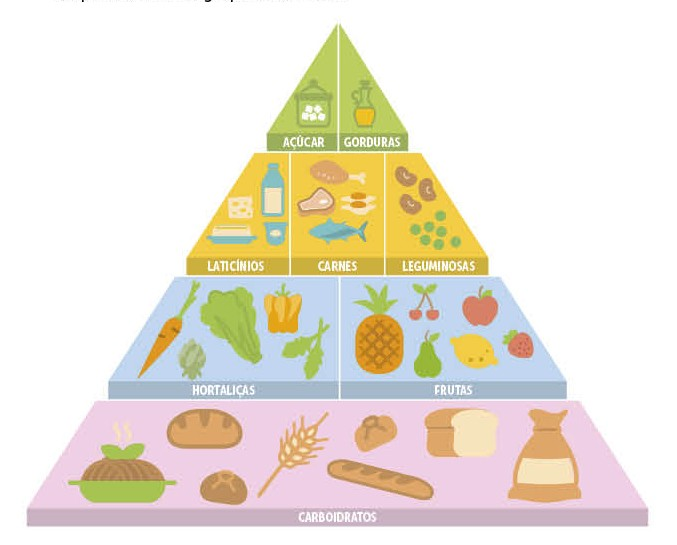 AÇÚCAR GORDURAS
LATICÍNIOS CARNES LEGUMINOSAS
HORTALIÇAS FRUTAS
CARBOIDRATOS